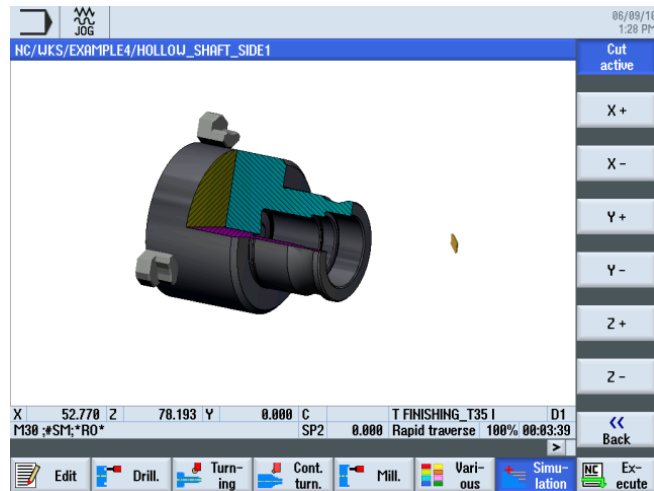 JOG
06/09/10
1:28 PM
NC/WKS/EXAMPLE4/HOLLOW_SHAFT_SIDE1
Cut
active
X +
X -
Y +
Y -
Z +
Z -
X 52.770 Z 78.193 Y 0.000 C T FINISHING_T35 I D1
M30 ;#SM;*RO* SP2 0.000 Rapid traverse 100% 00:03:39
<<
Back
>
Edit
Drill.
Turn-
ing
Cont.
turn.
Mill.
Vari-
ous
Simu-
lation
NC
Ex-
ecute